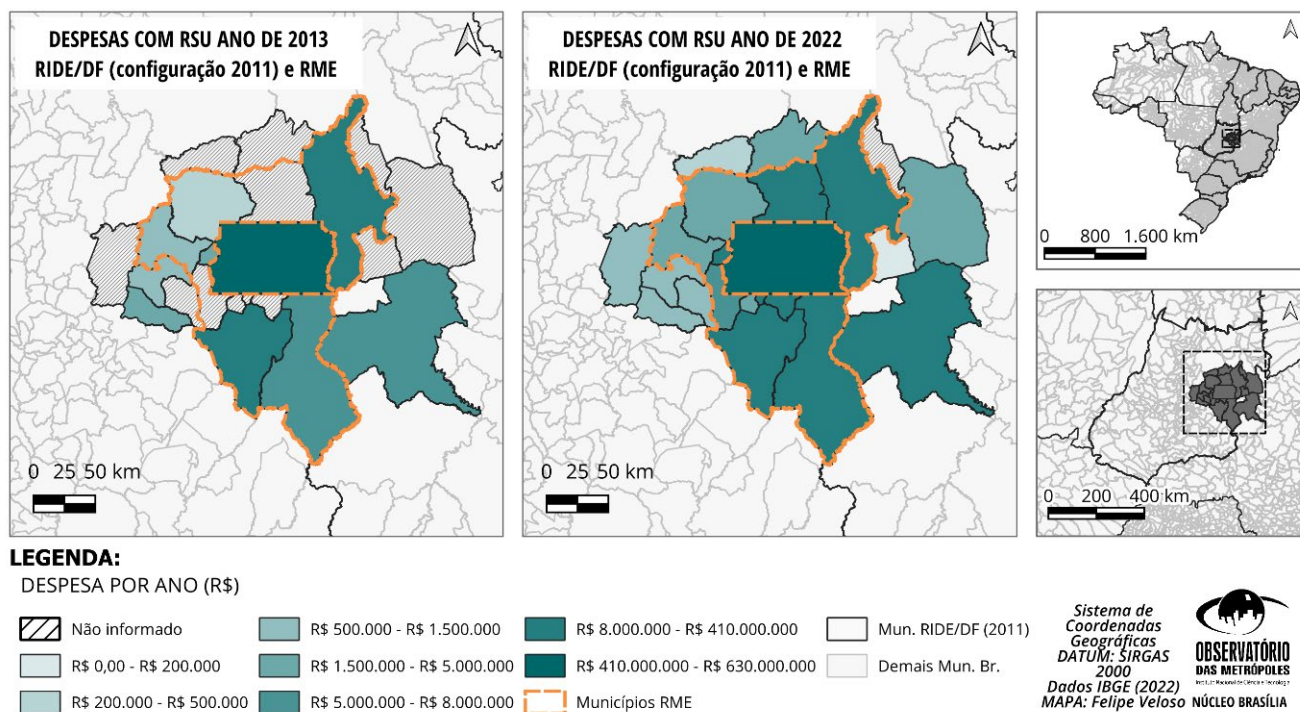 DESPESAS COM RSU ANO DE 2013
RIDE/DF (configuração 2011) e RME
0 25 50 km
DESPESAS COM RSU ANO DE 2022
RIDE/DF (configuração 2011) e RME
0 25 50 km
0 800 1.600 km
0 200 400 km
LEGENDA:
DESPESA POR ANO (R$)
Não informado
R$ 0,00 - R$ 200.000
R$ 200.000 - R$ 500.000
R$ 500.000 - R$ 1.500.000
R$ 1.500.000 - R$ 5.000.000
R$ 5.000.000 - R$ 8.000.000
R$ 8.000.000 - R$ 410.000.000
R$ 410.000.000 - R$ 630.000.000
Municípios RME
Mun. RIDE/DF (2011)
Demais Mun. Br.
Sistema de
Coordenadas
Geográficas
DATUM: SIRGAS
2000
Dados IBGE (2022)
MAPA: Felipe Veloso
OBSERVATÓRIO
DAS METRÓPOLES
Instituto Nacional de Ciência e Tecnologia
NÚCLEO BRASÍLIA